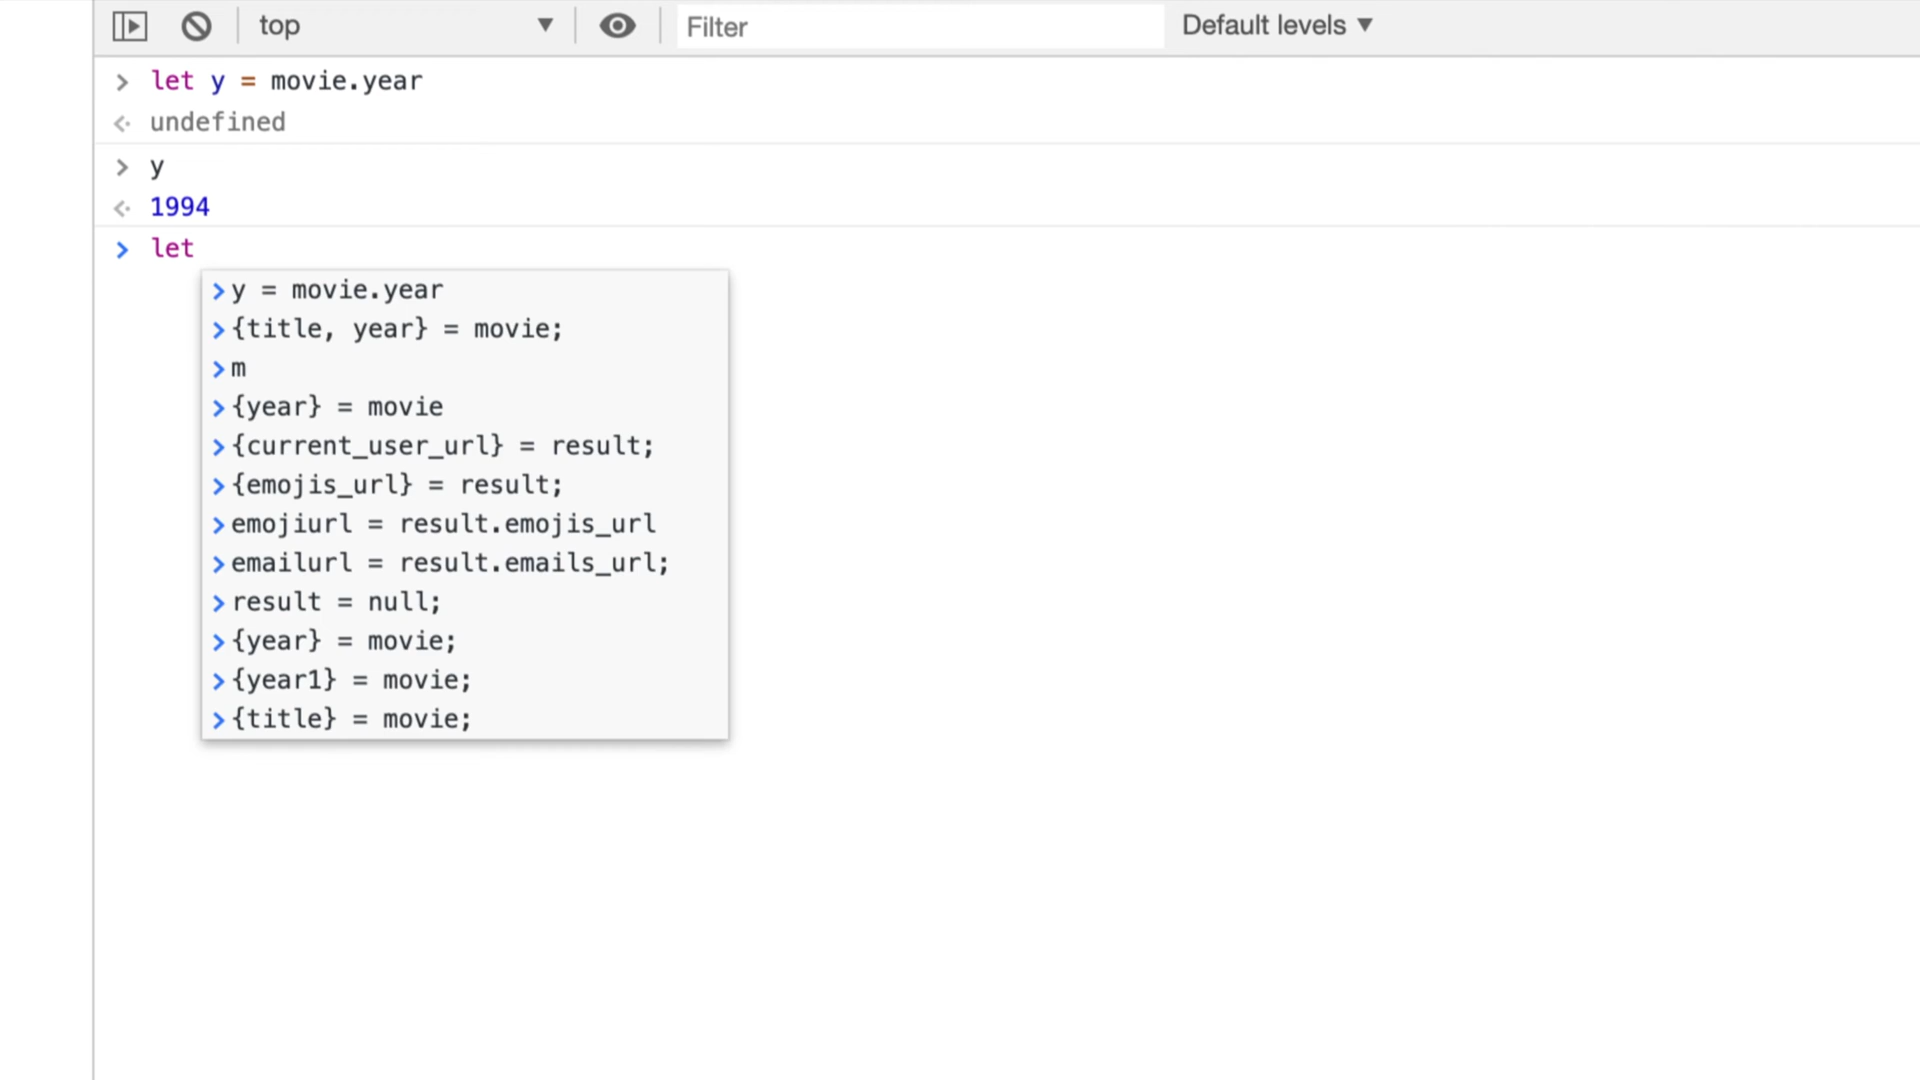 top Filter Default levels
let y = movie.year
undefined
y
1994
let
y = movie.year
{title, year} = movie;
m
{year} = movie
{current_user_url} = result;
{emojis_url} = result;
emojiurl = result.emojis_url
emailurl = result.emails_url;
result = null;
{year} = movie;
{year1} = movie;
{title} = movie;